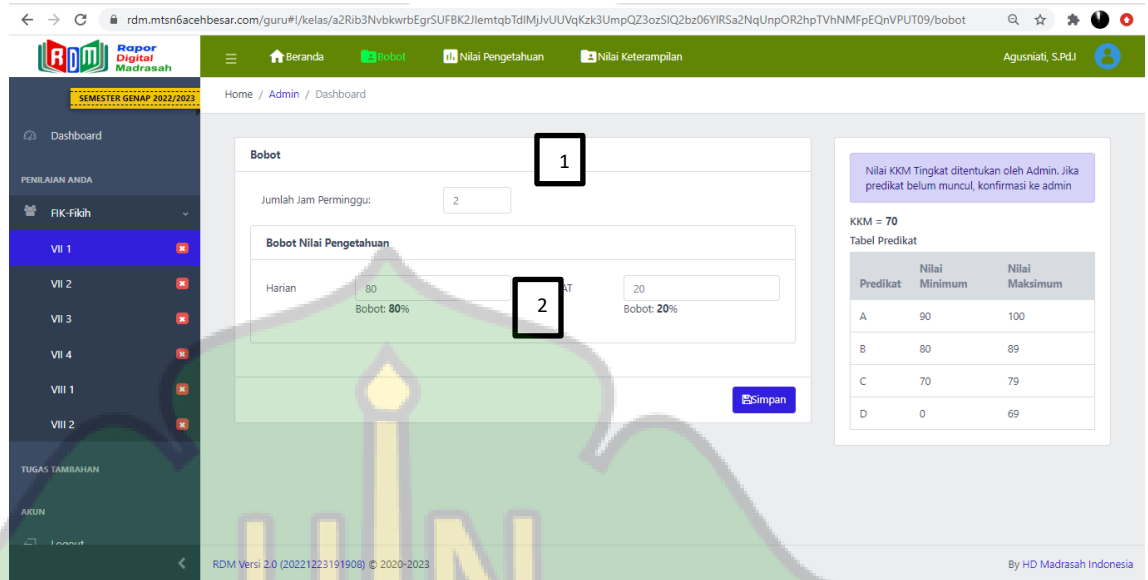 rdm.mtsn6acehbesar.com/guru#!/kelas/a2Rib3NvbkwrbEgrSUFBK2JIemtqbTdIMjJvUUVqKzk3UmpQZ3ozSlQ2bz06YlRSa2NqUnpOR2hpTVhNMFpEQnVPUT09/bobot
RDM Rapor
Digital
Madrasah
Beranda Bobot Nilai Pengetahuan Nilai Keterampilan Agusniati, S.Pd.I
SEMESTER GENAP 2022/2023
Home / Admin / Dashboard
Dashboard
PENILAIAN ANDA
FIK-Fikih
VII 1
VII 2
VII 3
VII 4
VIII 1
VIII 2
TUGAS TAMBAHAN
AKUN
Logout
Bobot
1
Jumlah Jam Perminggu: 2
Bobot Nilai Pengetahuan
Harian 80 AT 20
2
Bobot: 80% Bobot: 20%
Simpan
Nilai KKM Tingkat ditentukan oleh Admin. Jika
predikat belum muncul, konfirmasi ke admin
KKM = 70
Tabel Predikat
Predikat Nilai Minimum Nilai Maksimum
A 90 100
B 80 89
C 70 79
D 0 69
UIN
RDM Versi 2.0 (20221223191908) © 2020-2023 By HD Madrasah Indonesia